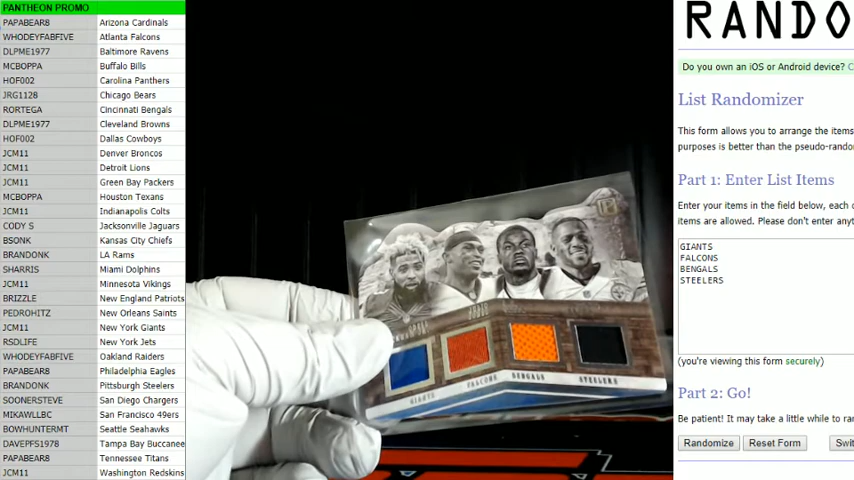 PANTHEON PROMO
PAPABEAR8 Arizona Cardinals
WHODEYFABFIVE Atlanta Falcons
DLPME1977 Baltimore Ravens
MCBOPPA Buffalo Bills
HOF002 Carolina Panthers
JRG1128 Chicago Bears
RORTEGA Cincinnati Bengals
DLPME1977 Cleveland Browns
HOF002 Dallas Cowboys
JCM11 Denver Broncos
JCM11 Detroit Lions
JCM11 Green Bay Packers
MCBOPPA Houston Texans
JCM11 Indianapolis Colts
CODY S Jacksonville Jaguars
BSONK Kansas City Chiefs
BRANDONK LA Rams
SHARRIS Miami Dolphins
JCM11 Minnesota Vikings
BRIZZLE New England Patriots
PEDROHITZ New Orleans Saints
JCM11 New York Giants
RSDLIFE New York Jets
WHODEYFABFIVE Oakland Raiders
PAPABEAR8 Philadelphia Eagles
BRANDONK Pittsburgh Steelers
SOONERSTEVE San Diego Chargers
MIKAWLLBC San Francisco 49ers
BOWHUNTERMT Seattle Seahawks
DAVEPFS1978 Tampa Bay Buccanee
PAPABEAR8 Tennessee Titans
JCM11 Washington Redskins
GIANTS
FALCONS
BENGALS
STEELERS
RANDO
Do you own an iOS or Android device? C
List Randomizer
This form allows you to arrange the items
purposes is better than the pseudo-rando
Part 1: Enter List Items
Enter your items in the field below, each o
items are allowed. Please don't enter anyt
GIANTS
FALCONS
BENGALS
STEELERS
(you're viewing this form securely)
Part 2: Go!
Be patient! It may take a little while to ra
Randomize
Reset Form
Swit